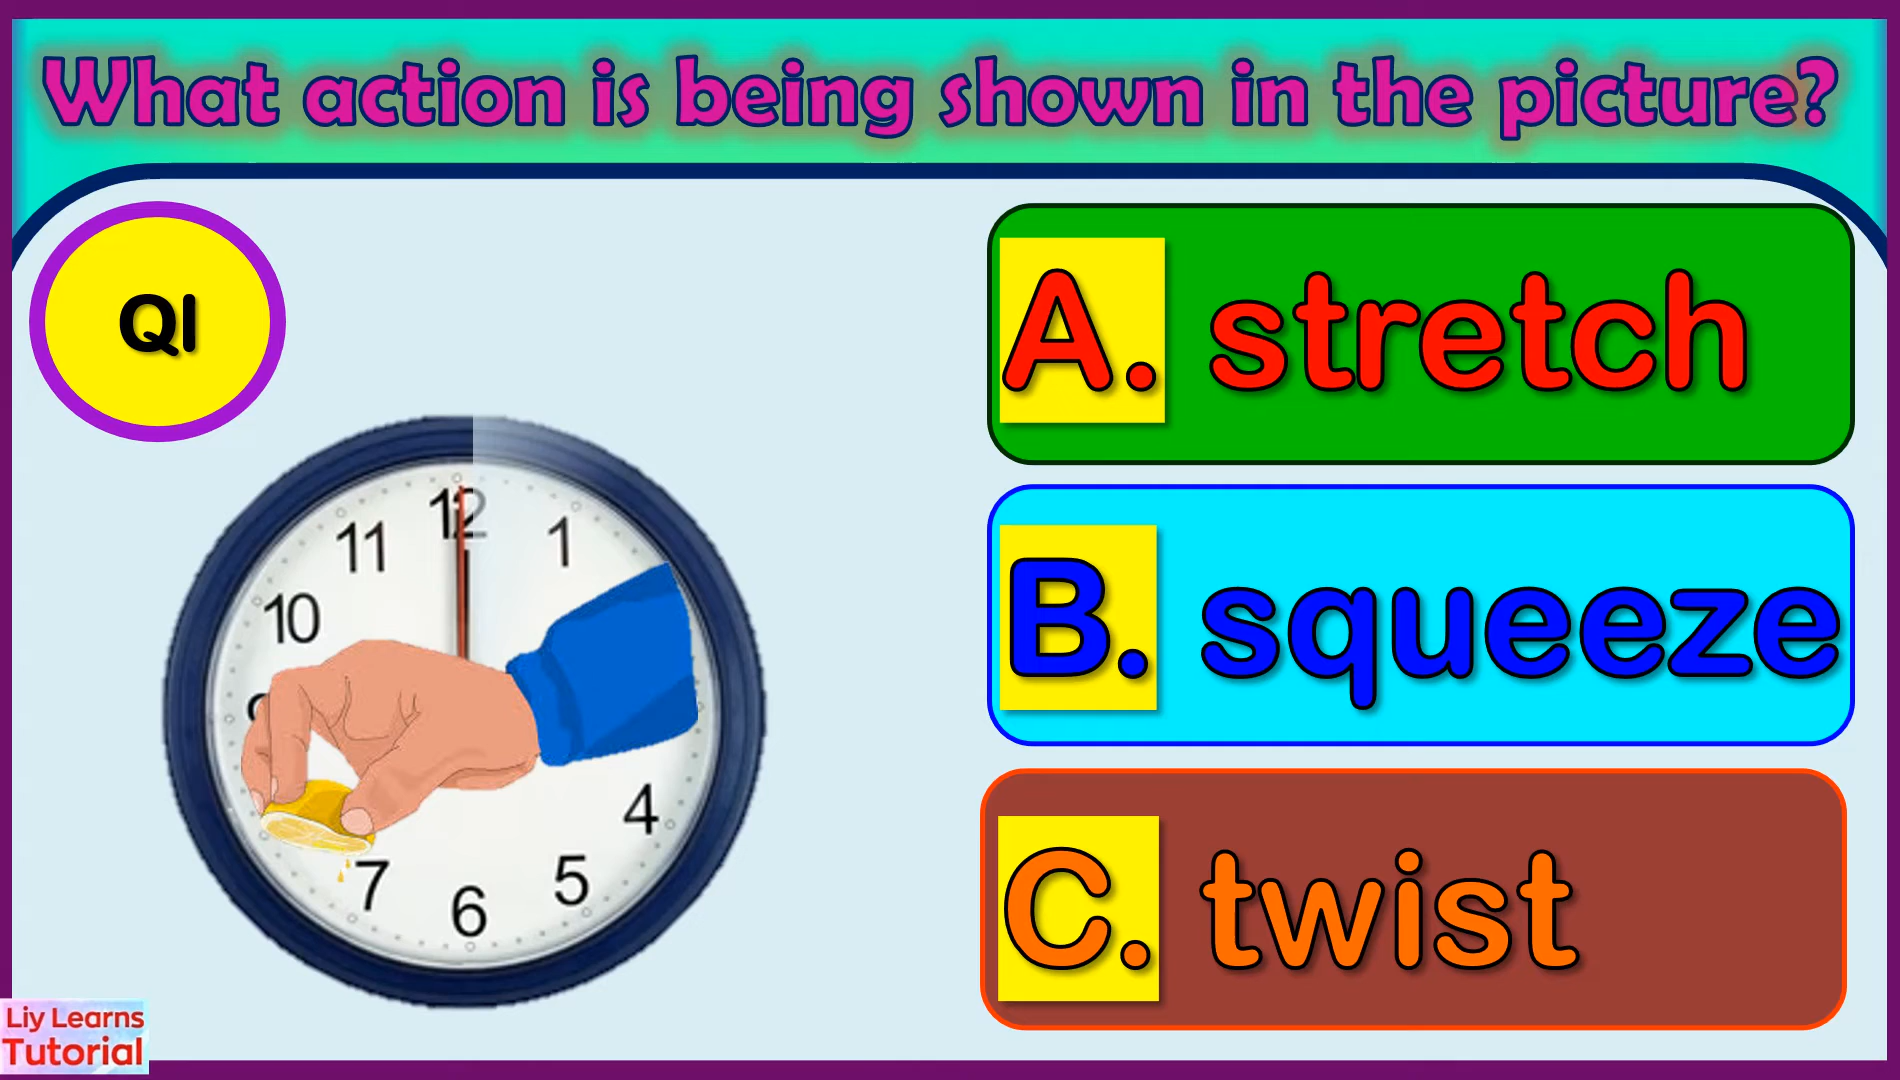 What action is being shown in the picture?
Q1
A. stretch
B. squeeze
C. twist
12
1
11
10
4
5
7
6
Liy Learns
Tutorial